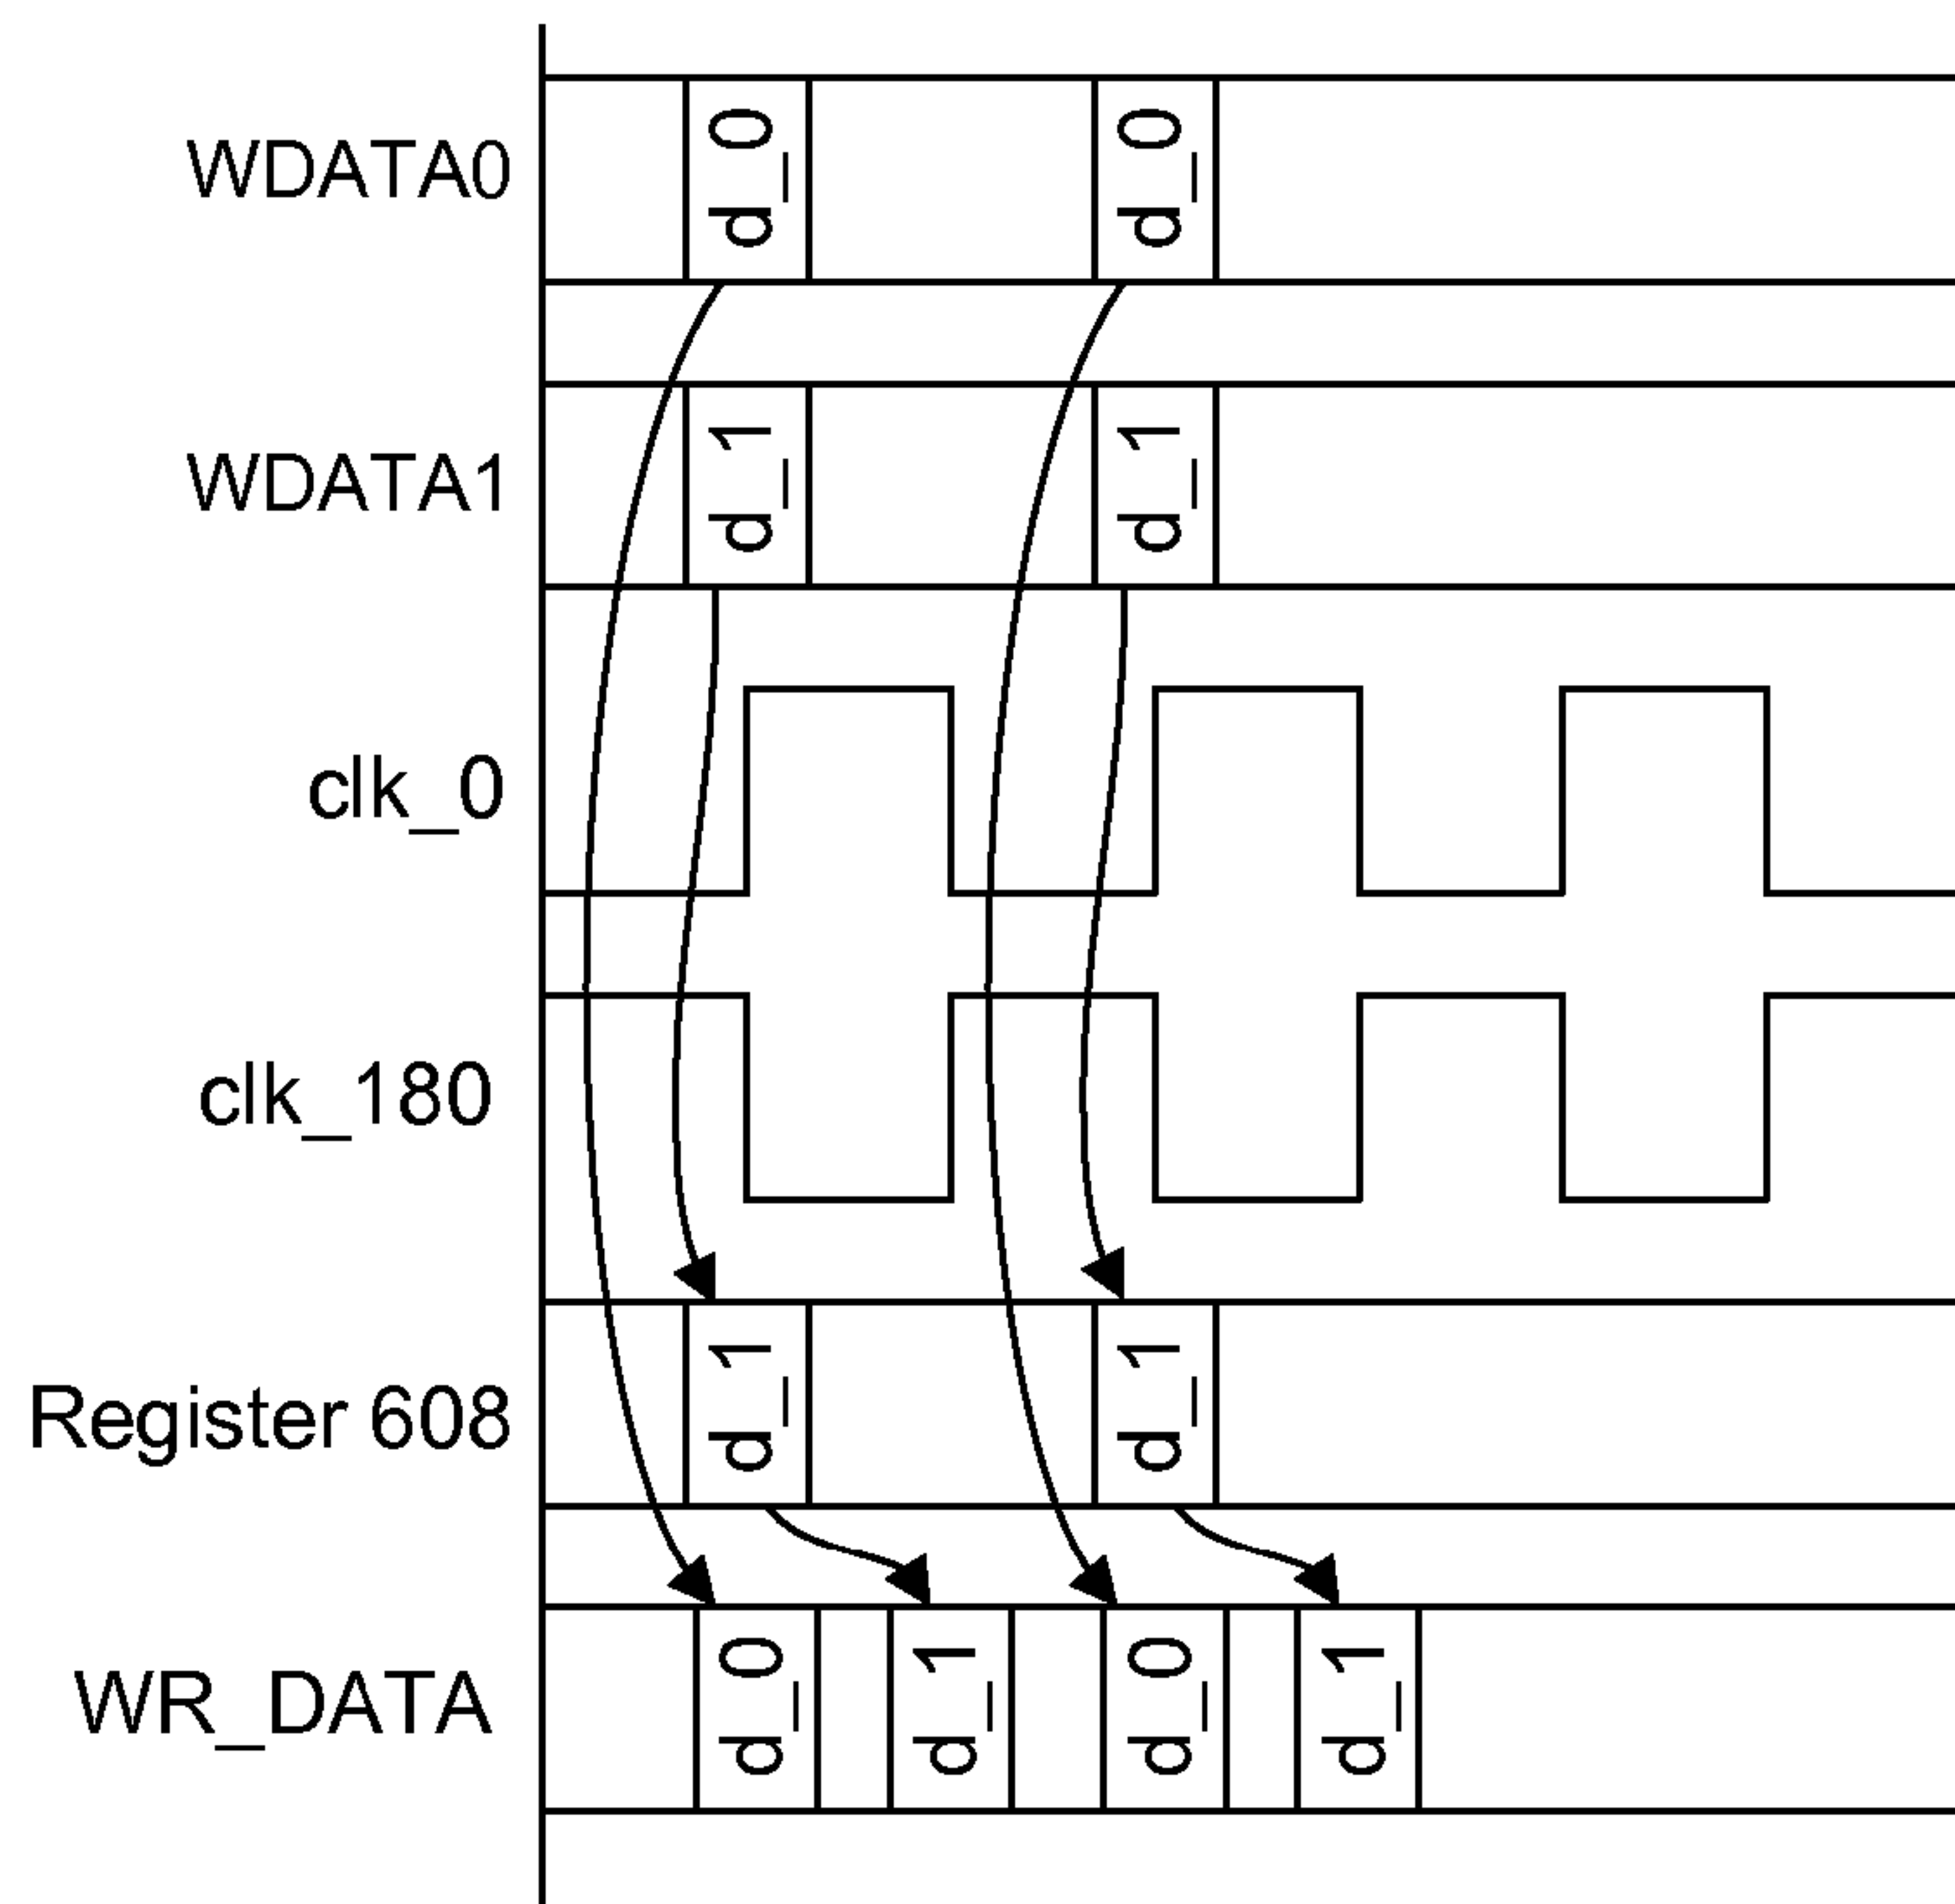 WDATA0
d_0
d_0
WDATA1
d_1
d_1
clk_0
clk_180
Register 608
d_1
d_1
WR_DATA
d_0
d_1
d_0
d_1